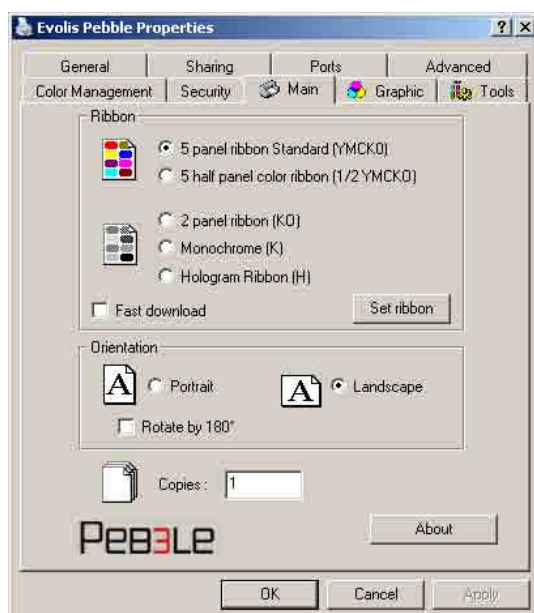 Evolis Pebble Properties
General Sharing Ports Advanced
Color Management Security Main Graphic Tools
Ribbon
5 panel ribbon Standard (YMCKO)
5 half panel color ribbon (1/2 YMCKO)
2 panel ribbon (KO)
Monochrome (K)
Hologram Ribbon (H)
Fast download
Set ribbon
Orientation
A Portrait
A Landscape
Rotate by 180°
Copies : 1
PEBBLE
About
OK Cancel Apply